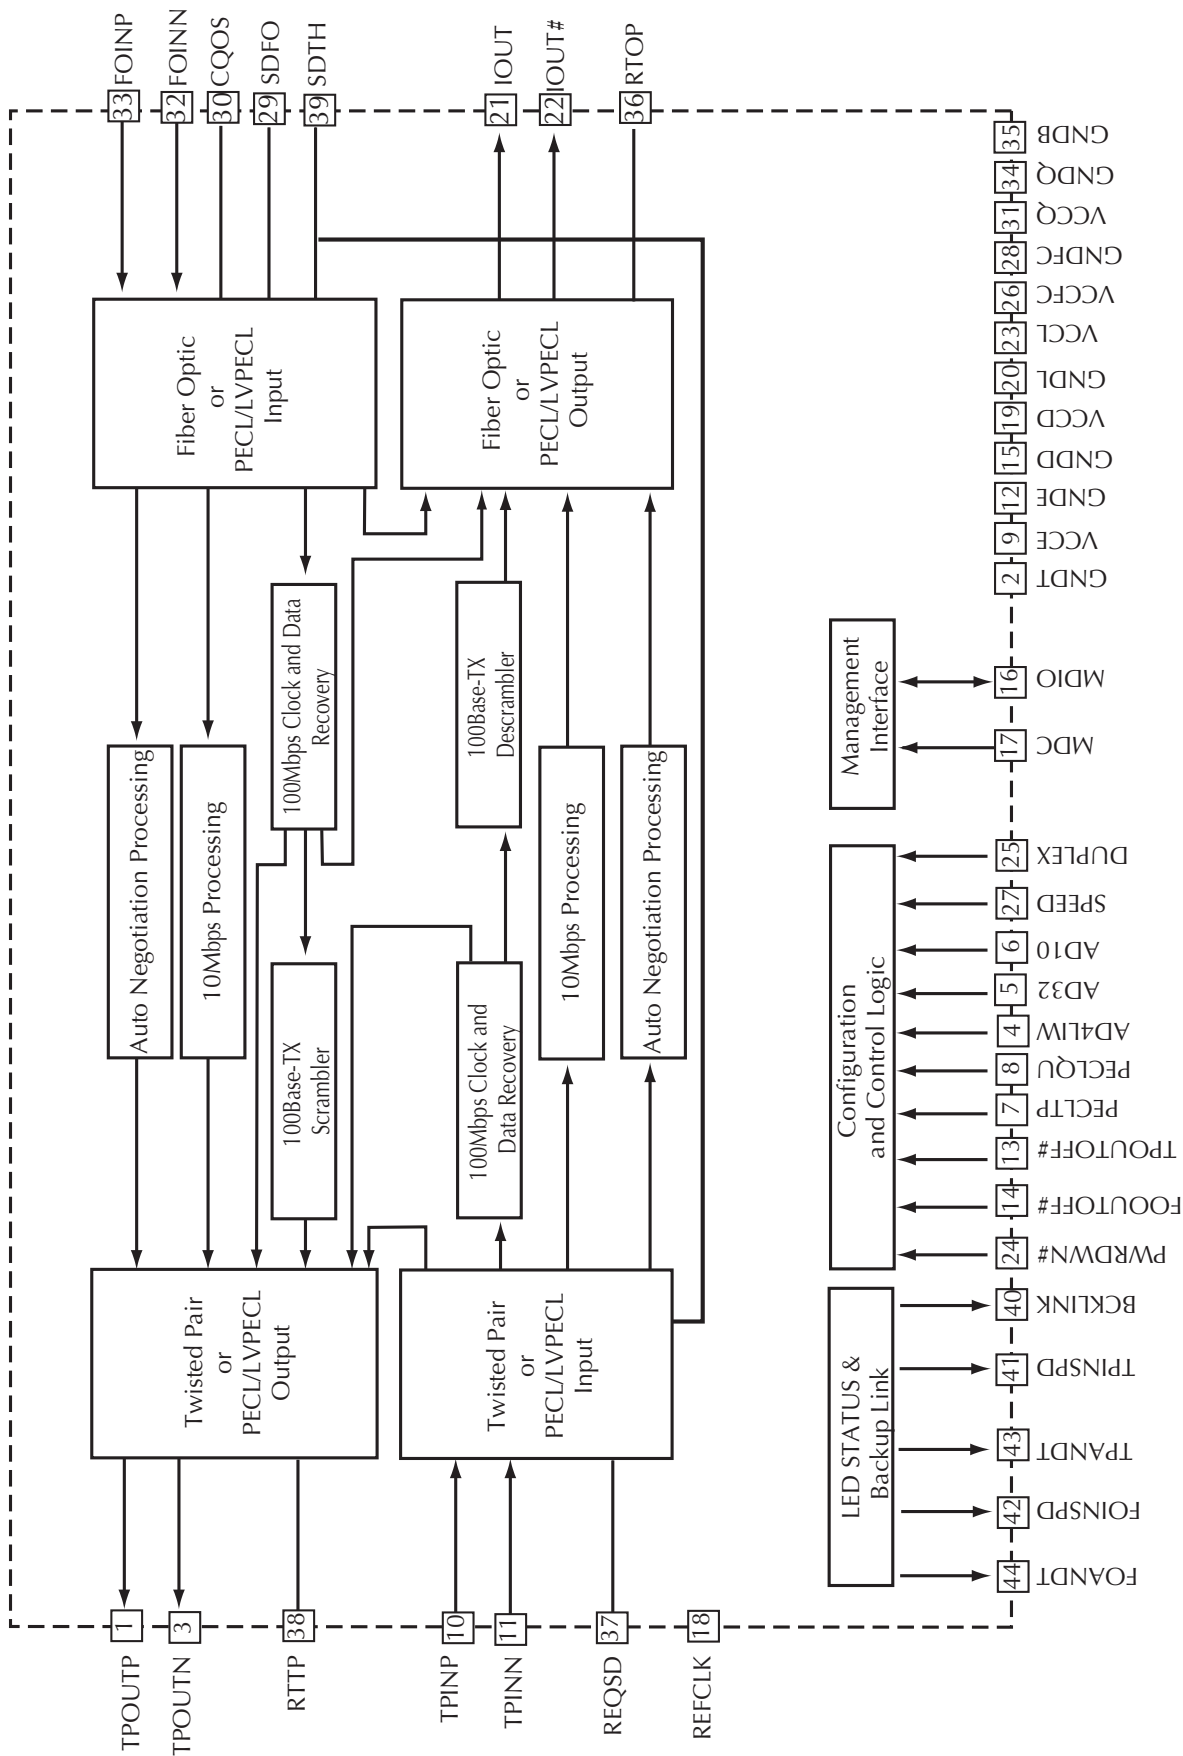 33 FOINP
32 FOINN
30 CQOS
29 SDFO
39 SDTH
21 IOUT
22 IOUT#
36 RTOP
Fiber Optic
or
PECL/LVPECL
Input
Fiber Optic
or
PECL/LVPECL
Output
Auto Negotiation Processing
10Mbps Processing
100Mbps Clock and Data
Recovery
100Base-TX
Descrambler
10Mbps Processing
Auto Negotiation Processing
100Base-TX
Scrambler
100Mbps Clock and
Data Recovery
Twisted Pair
or
PECL/LVPECL
Output
Twisted Pair
or
PECL/LVPECL
Input
TPOUTP 1
TPOUTN 3
RTTP 38
TPINP 10
TPINN 11
REQSD 37
REFCLK 18
LED STATUS &
Backup Link
Configuration
and Control Logic
Management
Interface
44 FOANDT
42 FOINSPD
43 TPANDT
41 TPINSPD
40 BCKLINK
24 PWRDWN#
14 FOOUTOFF#
13 TPOUTOFF#
7 PECLTP
8 PECLQU
4 AD4LIW
5 AD32
6 AD10
27 SPEED
25 DUPLEX
17 MDC
16 MDIO
2 GNDT
9 VCCE
12 GNDE
15 GNDD
19 VCCD
20 GNDL
23 VCCL
26 VCCFC
28 GNDFC
31 VCCQ
34 GNDQ
35 GNDB